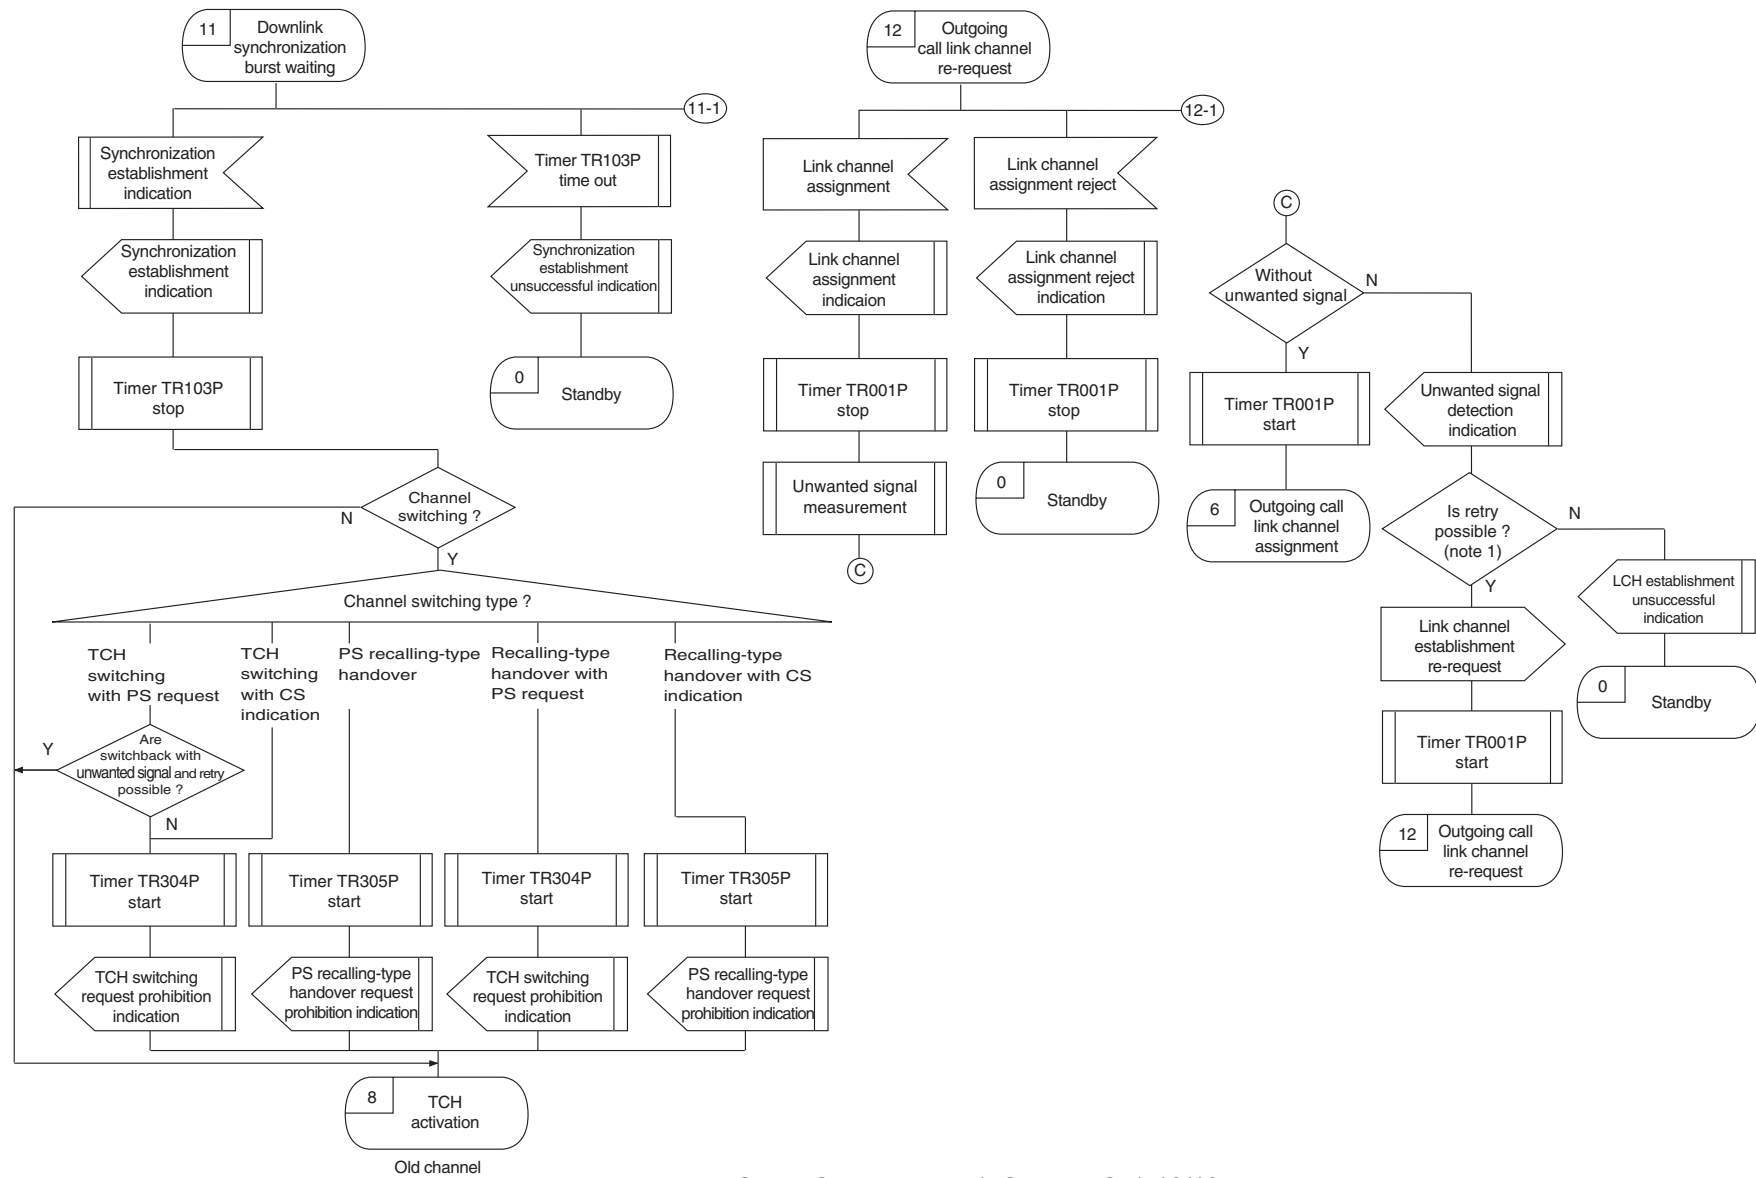 11
Downlink
synchronization
burst waiting
11-1
Synchronization
establishment
indication
Timer TR103P
time out
Synchronization
establishment
indication
Synchronization
establishment
unsuccessful indication
Timer TR103P
stop
0
Standby
Channel
switching ?
N
Y
Channel switching type ?
TCH
switching
with PS request
TCH
switching
with CS
indication
PS recalling-type
handover
Recalling-type
handover with
PS request
Recalling-type
handover with CS
indication
Are
switchback with
unwanted signal and retry
possible ?
Y
N
Timer TR304P
start
Timer TR305P
start
Timer TR304P
start
Timer TR305P
start
TCH switching
request prohibition
indication
PS recalling-type
handover request
prohibition indication
TCH switching
request prohibition
indication
PS recalling-type
handover request
prohibition indication
8
TCH
activation
Old channel
12
Outgoing
call link channel
re-request
12-1
Link channel
assignment
Link channel
assignment reject
Link channel
assignment
indicaion
Link channel
assignment reject
indication
Timer TR001P
stop
Timer TR001P
stop
Unwanted signal
measurement
0
Standby
C
C
Without
unwanted signal
N
Y
Timer TR001P
start
Unwanted signal
detection
indication
6
Outgoing call
link channel
assignment
Is retry
possible ?
(note 1)
N
Y
LCH establishment
unsuccessful
indication
Link channel
establishment
re-request
0
Standby
Timer TR001P
start
12
Outgoing call
link channel
re-request